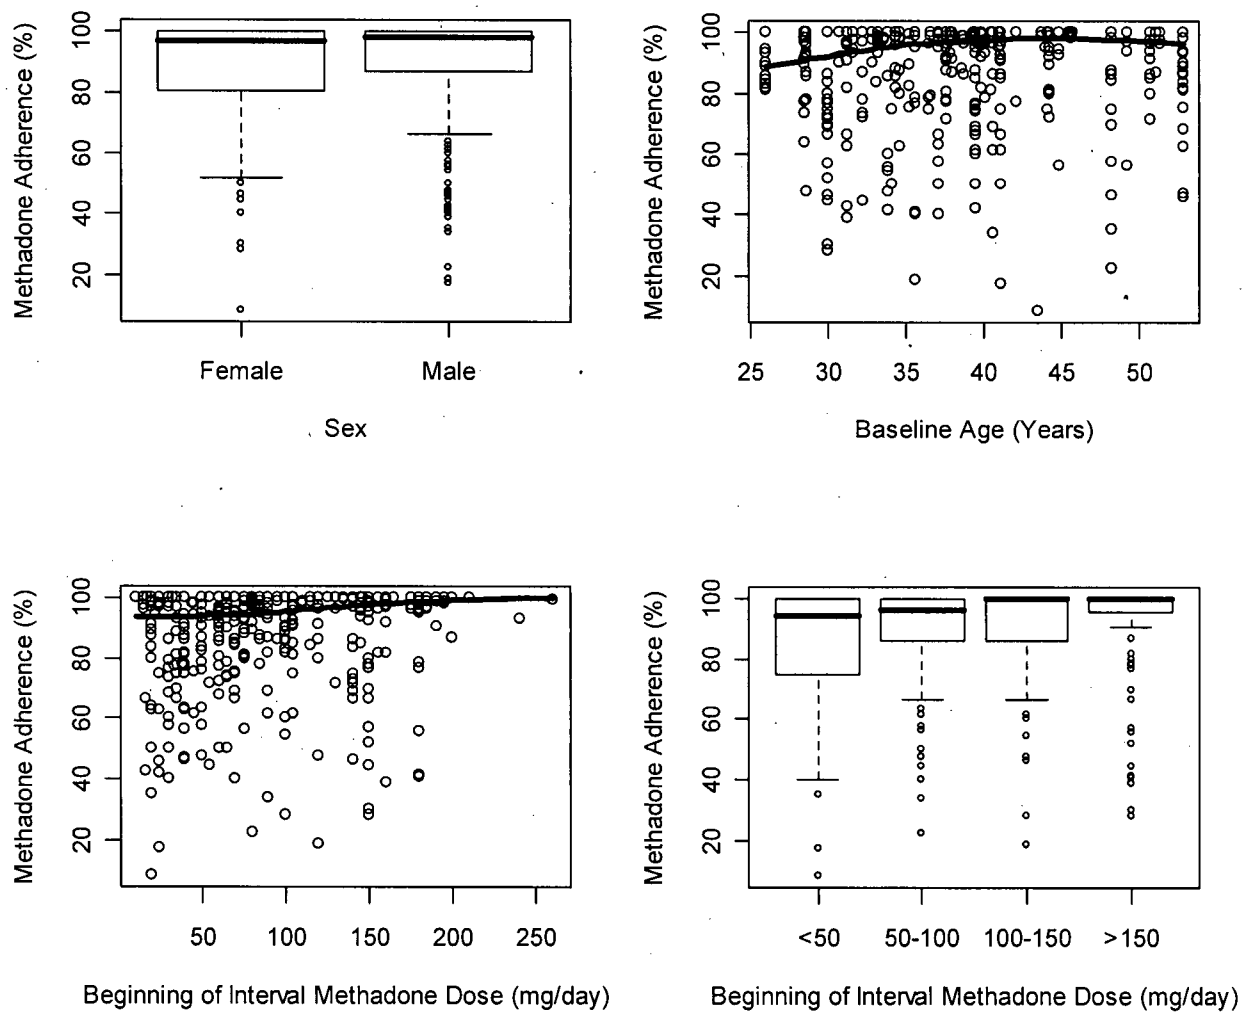 Methadone Adherence (%)
100
80
60
40
20
Female Male
Sex
Methadone Adherence (%)
100
80
60
40
20
25 30 35 40 45 50
Baseline Age (Years)
Methadone Adherence (%)
100
80
60
40
20
50 100 150 200 250
Beginning of Interval Methadone Dose (mg/day)
Methadone Adherence (%)
100
80
60
40
20
<50 50-100 100-150 >150
Beginning of Interval Methadone Dose (mg/day)